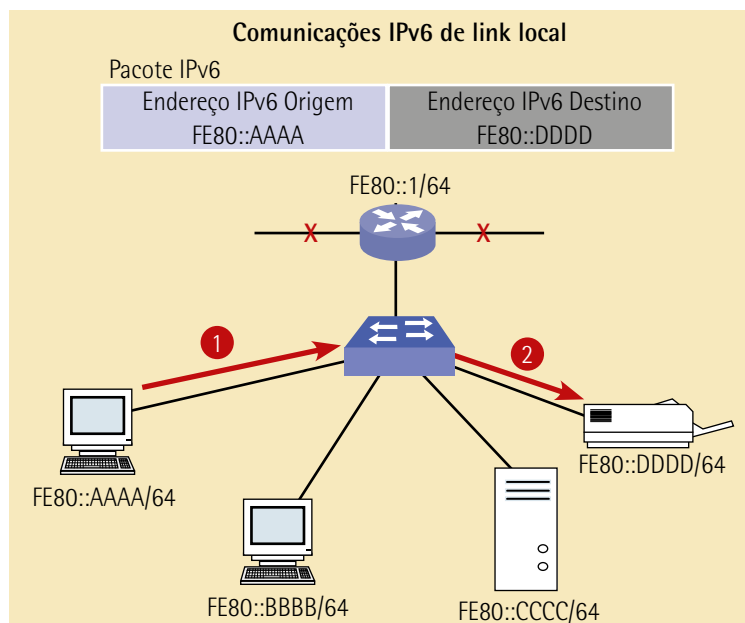 Comunicações IPv6 de link local
Pacote IPv6
Endereço IPv6 Origem
FE80::AAAA
Endereço IPv6 Destino
FE80::DDDD
FE80::1/64
X
X
1
2
FE80::AAAA/64
FE80::DDDD/64
FE80::BBBB/64
FE80::CCCC/64